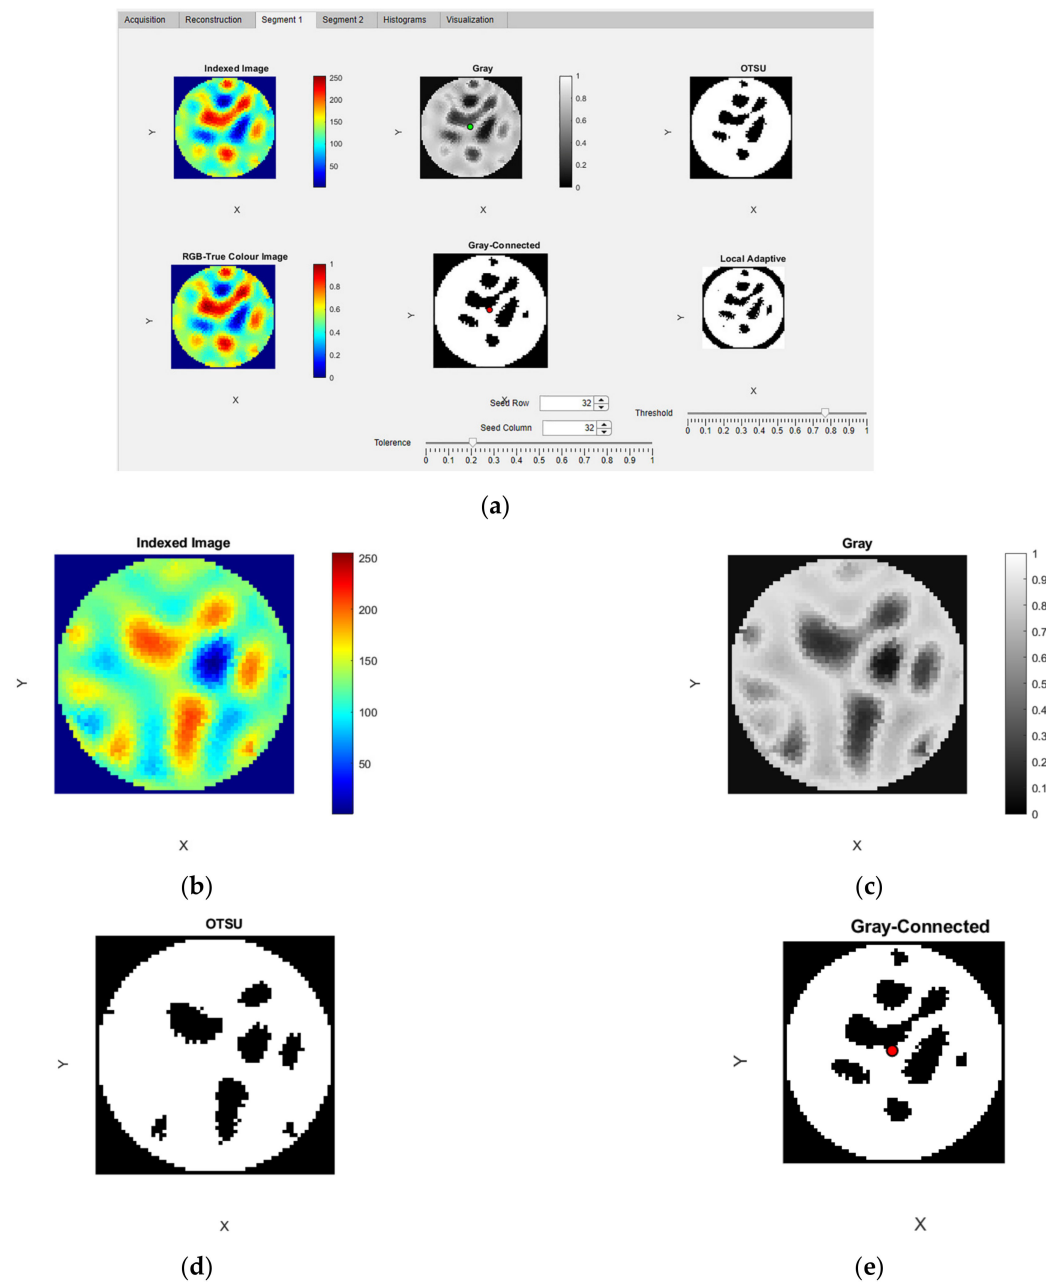 Acquisition Reconstruction Segment 1 Segment 2 Histograms Visualization
Indexed Image
Y
X
250
200
150
100
50
Gray
Y
X
1
0.8
0.6
0.4
0.2
0
OTSU
Y
X
RGB-True Colour Image
Y
X
1
0.8
0.6
0.4
0.2
0
Gray-Connected
Y
X
Local Adaptive
Y
X
Seed Row 32
Seed Column 32
Tolerence
0 0.1 0.2 0.3 0.4 0.5 0.6 0.7 0.8 0.9 1
Threshold
0 0.1 0.2 0.3 0.4 0.5 0.6 0.7 0.8 0.9 1
(a)
Indexed Image
Y
X
250
200
150
100
50
(b)
Gray
Y
X
1
0.9
0.8
0.7
0.6
0.5
0.4
0.3
0.2
0.1
0
(c)
OTSU
Y
X
(d)
Gray-Connected
Y
X
(e)